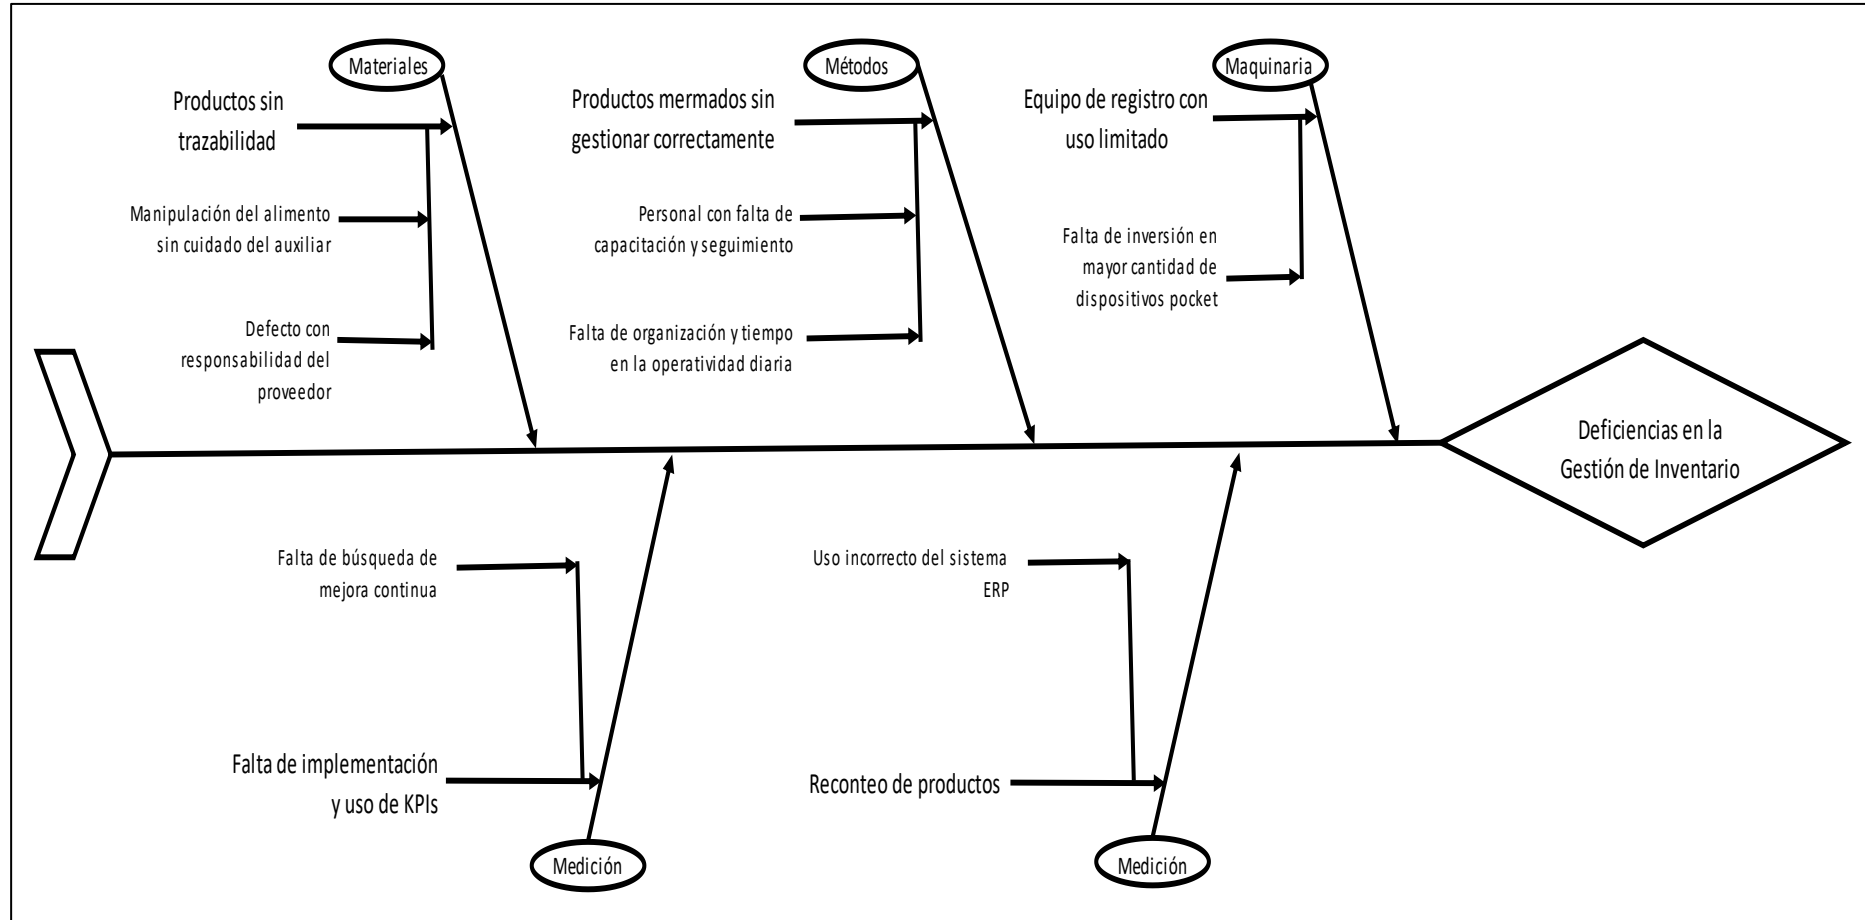 Materiales
Productos sin
trazabilidad
Manipulación del alimento
sin cuidado del auxiliar
Defecto con
responsabilidad del
proveedor
Métodos
Productos mermados sin
gestionar correctamente
Personal con falta de
capacitación y seguimiento
Falta de organización y tiempo
en la operatividad diaria
Maquinaria
Equipo de registro con
uso limitado
Falta de inversión en
mayor cantidad de
dispositivos pocket
Deficiencias en la
Gestión de Inventario
Falta de búsqueda de
mejora continua
Falta de implementación
y uso de KPIs
Medición
Uso incorrecto del sistema
ERP
Reconteo de productos
Medición